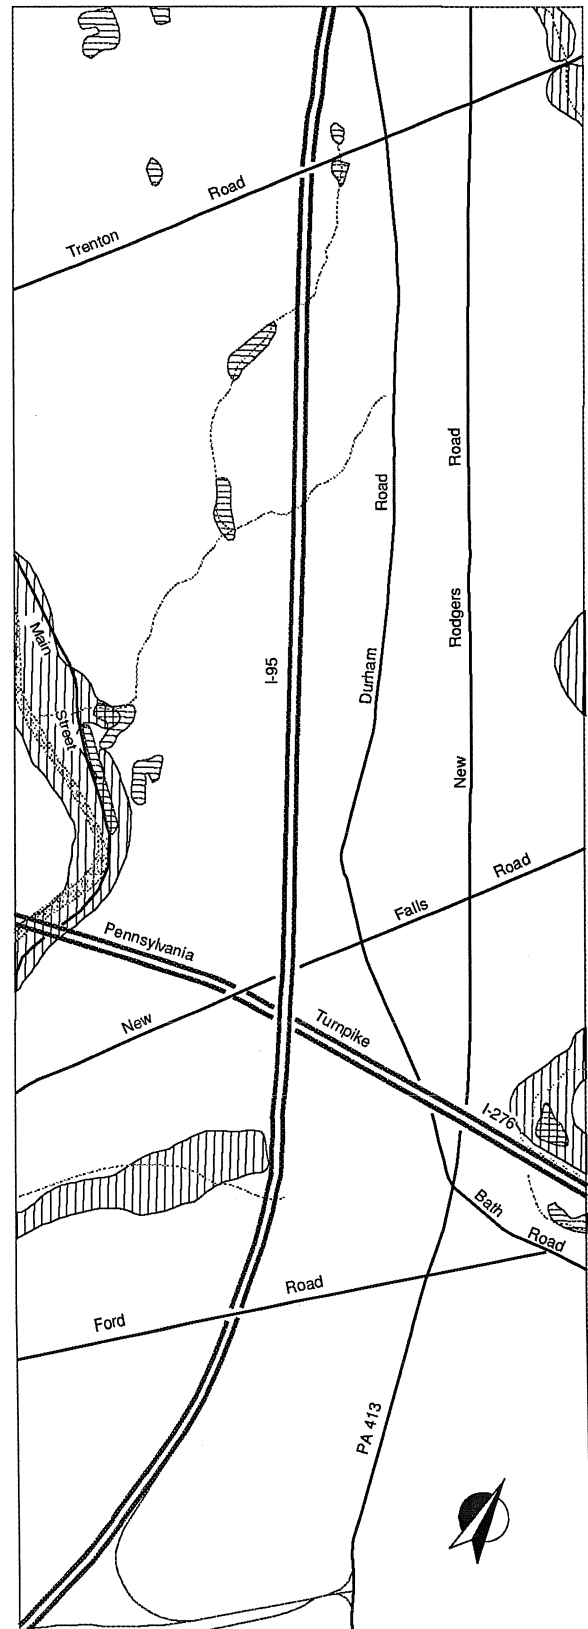 Trenton Road
Road
Main Street
Rodgers
Durham
I-95
New
Road
Falls
Pennsylvania
New
Turnpike
I-276
Bath Road
Road
Ford
PA 413